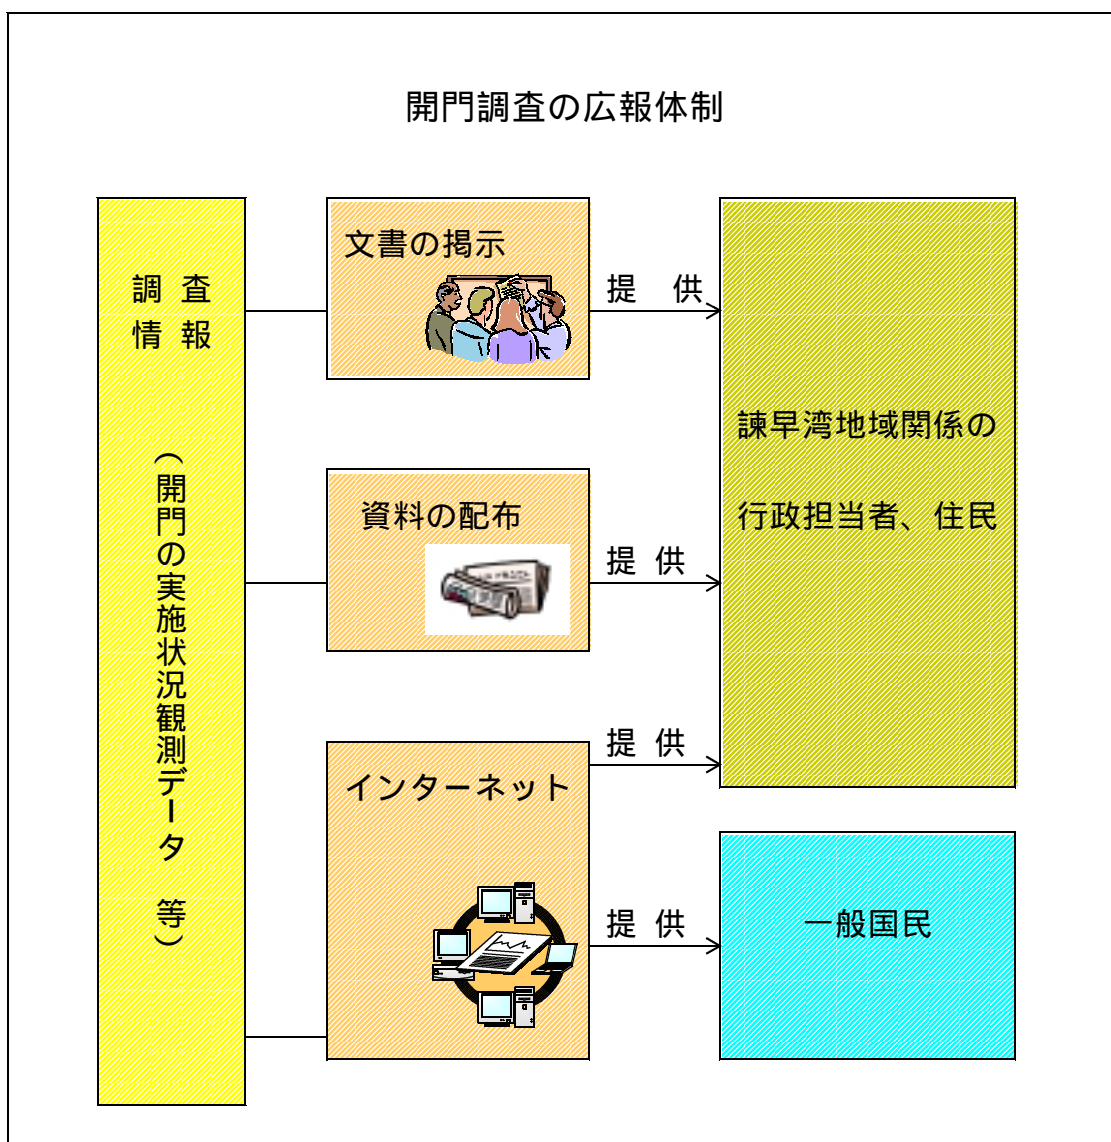 開門調査の広報体制
調査
情報
(開門の実施状況観測データ 等)
文書の掲示
提 供
資料の配布
提 供
インターネット
提 供
提 供
諫早湾地域関係の
行政担当者、住民
一般国民